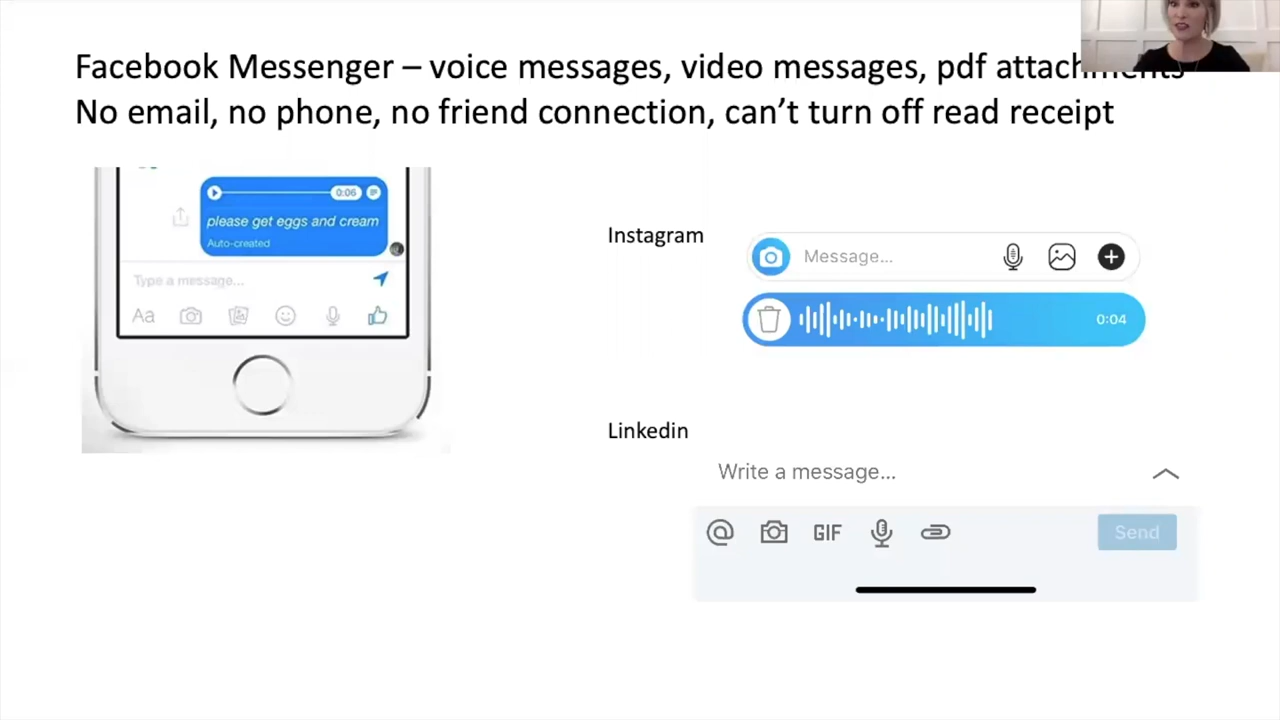 Facebook Messenger – voice messages, video messages, pdf attachments
No email, no phone, no friend connection, can't turn off read receipt
0:06
please get eggs and cream
Auto-created
Type a message...
Aa
Instagram
Message...
0:04
Linkedin
Write a message...
@ GIF
Send